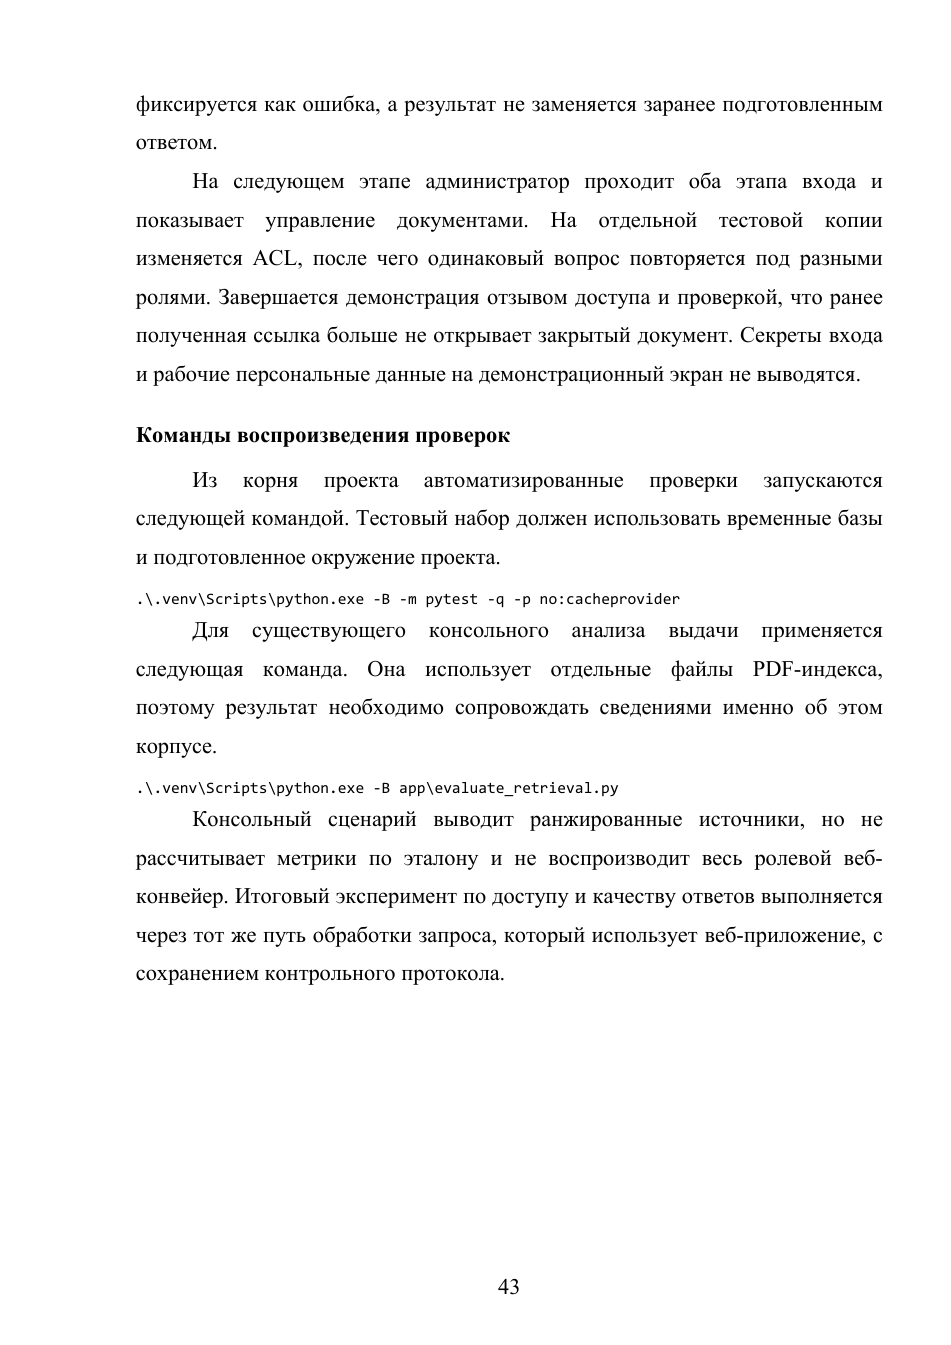 фиксируется как ошибка, а результат не заменяется заранее подготовленным
ответом.
На следующем этапе администратор проходит оба этапа входа и
показывает управление документами. На отдельной тестовой копии
изменяется ACL, после чего одинаковый вопрос повторяется под разными
ролями. Завершается демонстрация отзывом доступа и проверкой, что ранее
полученная ссылка больше не открывает закрытый документ. Секреты входа
и рабочие персональные данные на демонстрационный экран не выводятся.
Команды воспроизведения проверок
Из корня проекта автоматизированные проверки запускаются
следующей командой. Тестовый набор должен использовать временные базы
и подготовленное окружение проекта.
.\.venv\Scripts\python.exe -B -m pytest -q -p no:cacheprovider
Для существующего консольного анализа выдачи применяется
следующая команда. Она использует отдельные файлы PDF-индекса,
поэтому результат необходимо сопровождать сведениями именно об этом
корпусе.
.\.venv\Scripts\python.exe -B app\evaluate_retrieval.py
Консольный сценарий выводит ранжированные источники, но не
рассчитывает метрики по эталону и не воспроизводит весь ролевой веб-
конвейер. Итоговый эксперимент по доступу и качеству ответов выполняется
через тот же путь обработки запроса, который использует веб-приложение, с
сохранением контрольного протокола.
43